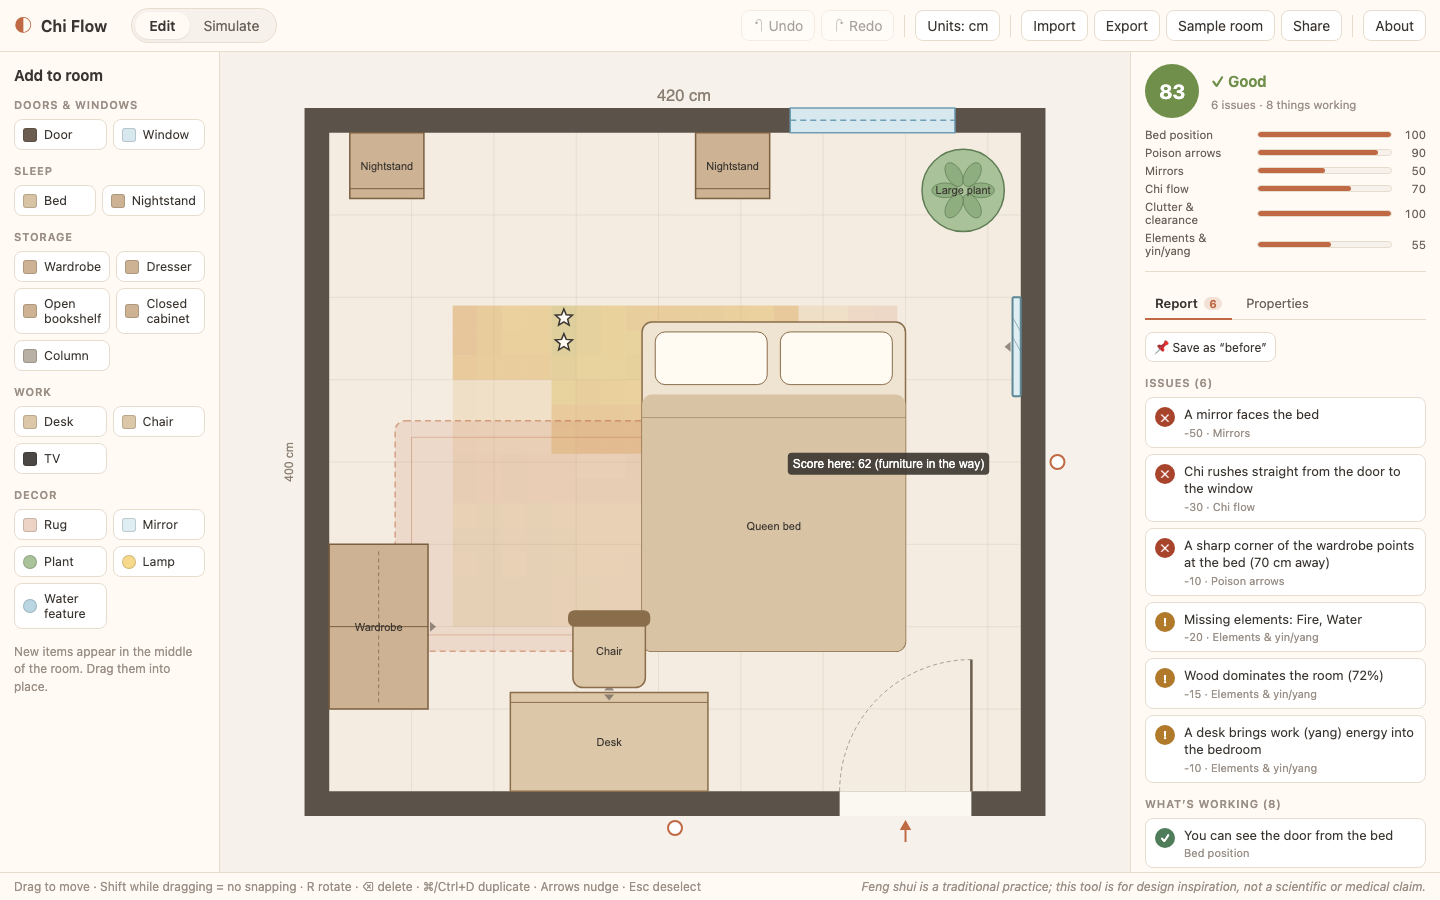 Chi Flow
Edit
Simulate
Undo
Redo
Units: cm
Import
Export
Sample room
Share
About
Add to room
DOORS & WINDOWS
Door
Window
SLEEP
Bed
Nightstand
STORAGE
Wardrobe
Dresser
Open
bookshelf
Closed
cabinet
Column
WORK
Desk
Chair
TV
DECOR
Rug
Mirror
Plant
Lamp
Water
feature
New items appear in the middle
of the room. Drag them into
place.
420 cm
400 cm
Nightstand
Nightstand
Large plant
Score here: 62 (furniture in the way)
Queen bed
Wardrobe
Chair
Desk
83
✓ Good
6 issues · 8 things working
Bed position 100
Poison arrows 90
Mirrors 50
Chi flow 70
Clutter &
clearance 100
Elements &
yin/yang 55
Report 6
Properties
📌 Save as “before”
ISSUES (6)
A mirror faces the bed
-50 · Mirrors
Chi rushes straight from the door to
the window
-30 · Chi flow
A sharp corner of the wardrobe points
at the bed (70 cm away)
-10 · Poison arrows
Missing elements: Fire, Water
-20 · Elements & yin/yang
Wood dominates the room (72%)
-15 · Elements & yin/yang
A desk brings work (yang) energy into
the bedroom
-10 · Elements & yin/yang
WHAT’S WORKING (8)
You can see the door from the bed
Bed position
Drag to move · Shift while dragging = no snapping · R rotate · ⌫ delete · ⌘/Ctrl+D duplicate · Arrows nudge · Esc deselect
Feng shui is a traditional practice; this tool is for design inspiration, not a scientific or medical claim.